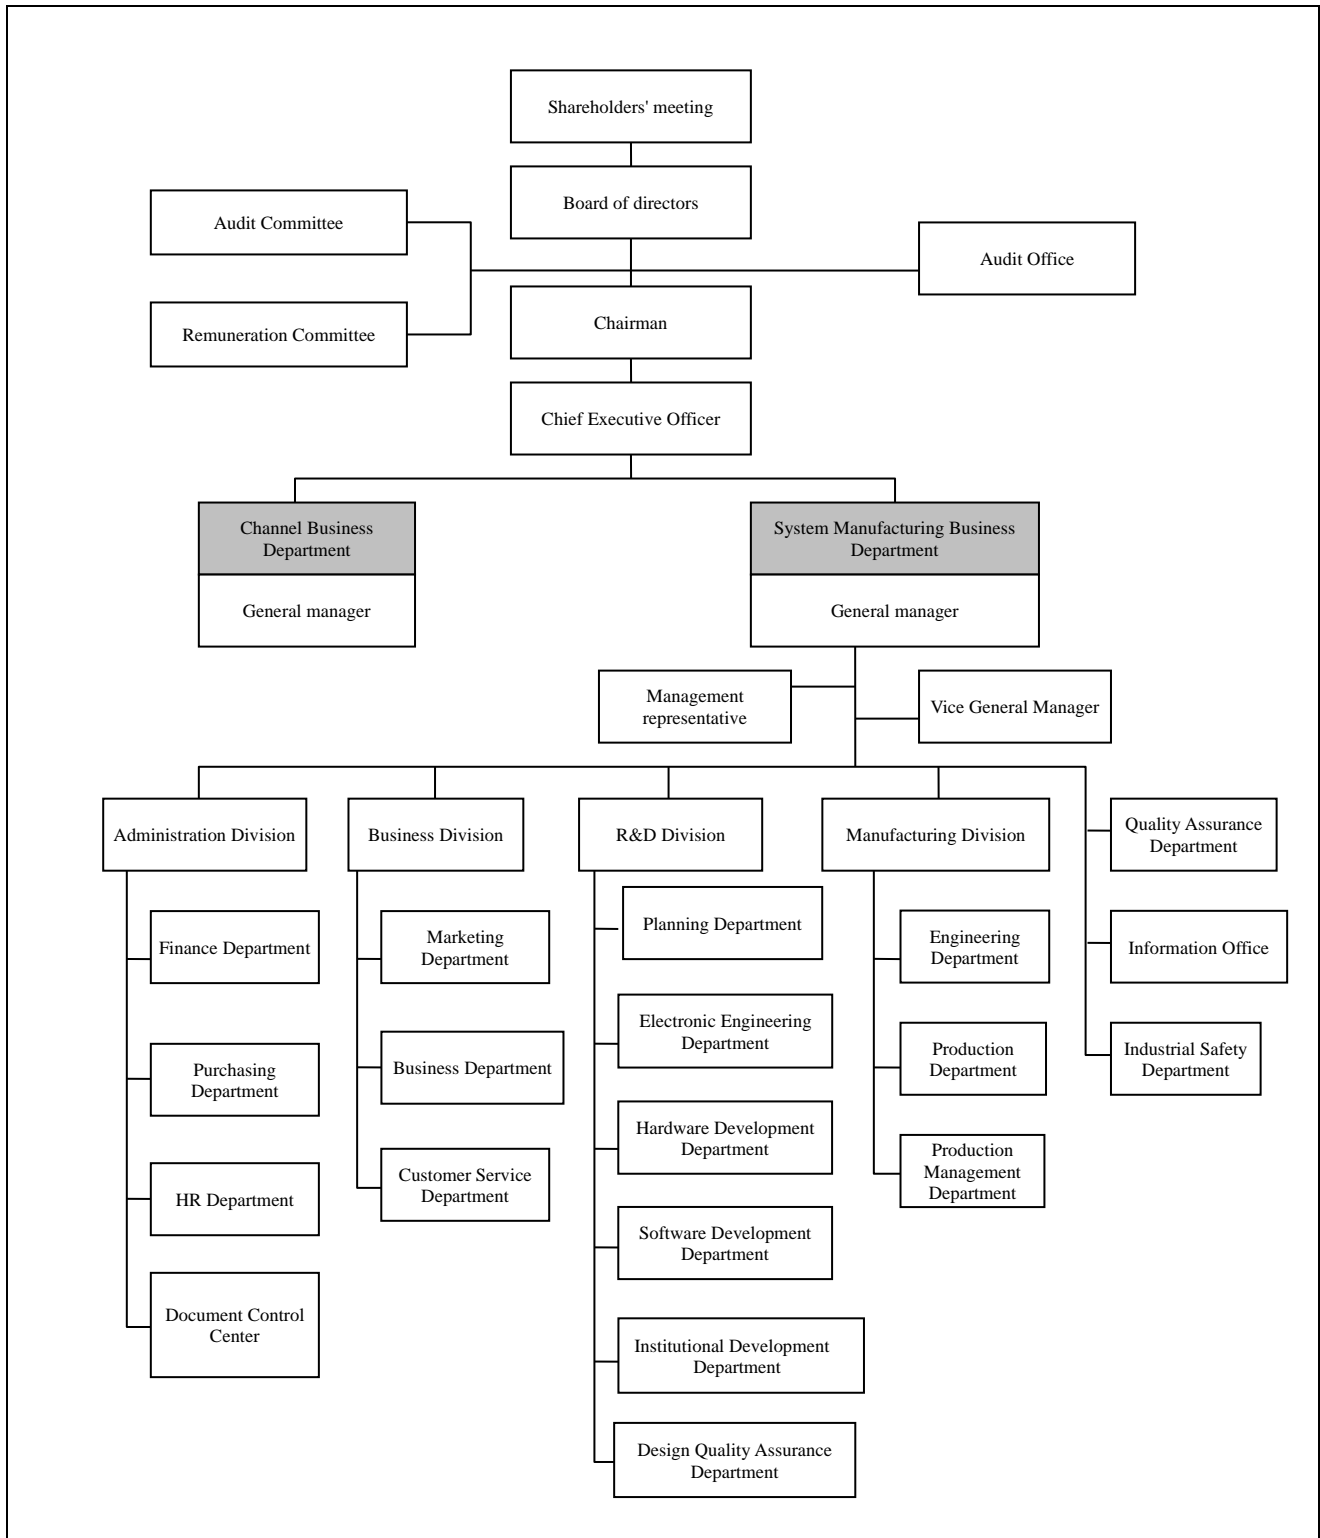 Shareholders' meeting
Board of directors
Audit Committee
Audit Office
Remuneration Committee
Chairman
Chief Executive Officer
Channel Business
Department
General manager
System Manufacturing Business
Department
General manager
Management
representative
Vice General Manager
Administration Division
Finance Department
Purchasing
Department
HR Department
Document Control
Center
Business Division
Marketing
Department
Business Department
Customer Service
Department
R&D Division
Planning Department
Electronic Engineering
Department
Hardware Development
Department
Software Development
Department
Institutional Development
Department
Design Quality Assurance
Department
Manufacturing Division
Engineering
Department
Production
Department
Production
Management
Department
Quality Assurance
Department
Information Office
Industrial Safety
Department